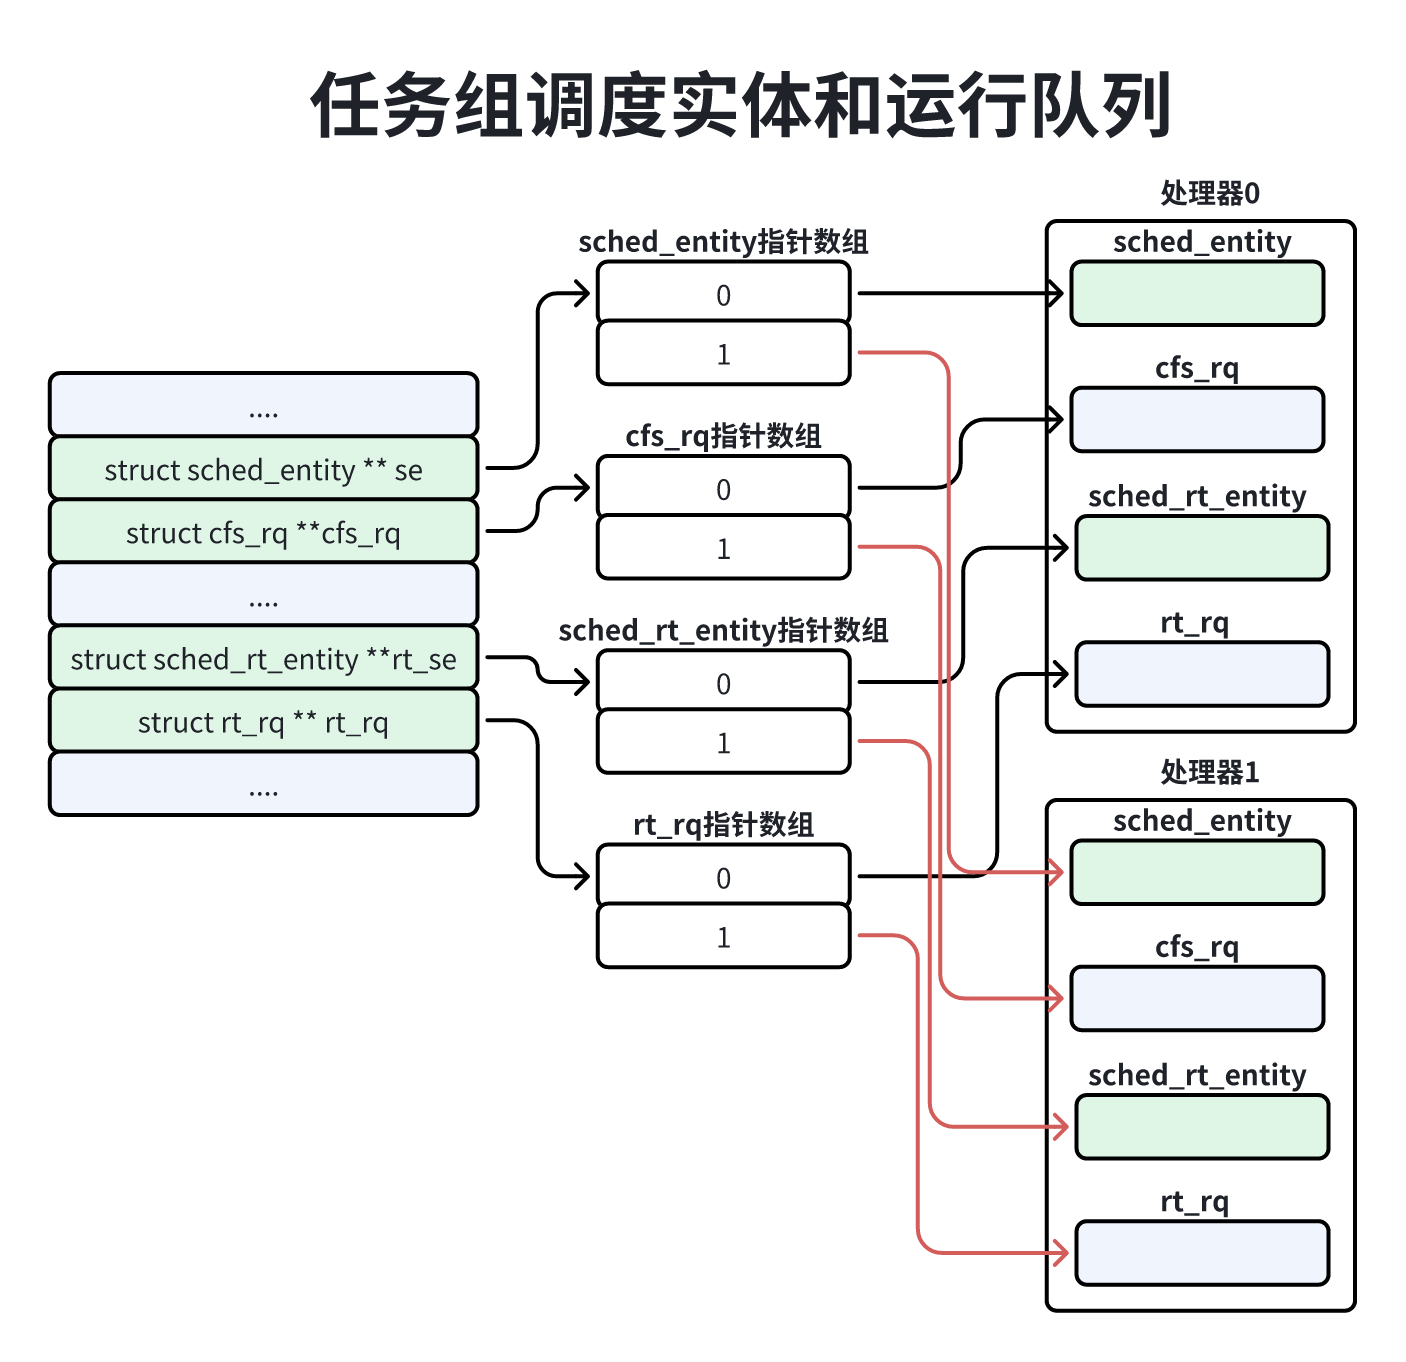 任务组调度实体和运行队列
....
struct sched_entity ** se
struct cfs_rq **cfs_rq
....
struct sched_rt_entity **rt_se
struct rt_rq ** rt_rq
....
sched_entity指针数组
0
1
cfs_rq指针数组
0
1
sched_rt_entity指针数组
0
1
rt_rq指针数组
0
1
处理器0
sched_entity
cfs_rq
sched_rt_entity
rt_rq
处理器1
sched_entity
cfs_rq
sched_rt_entity
rt_rq